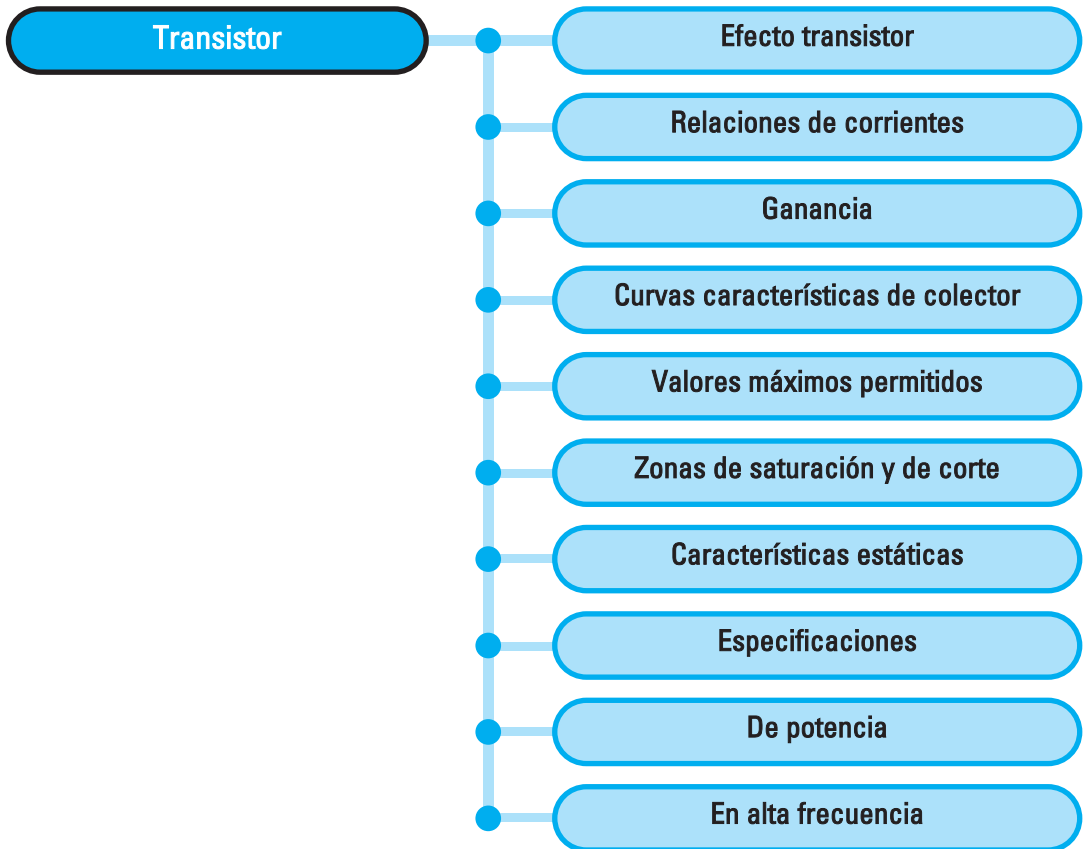 Transistor
Efecto transistor
Relaciones de corrientes
Ganancia
Curvas características de colector
Valores máximos permitidos
Zonas de saturación y de corte
Características estáticas
Especificaciones
De potencia
En alta frecuencia